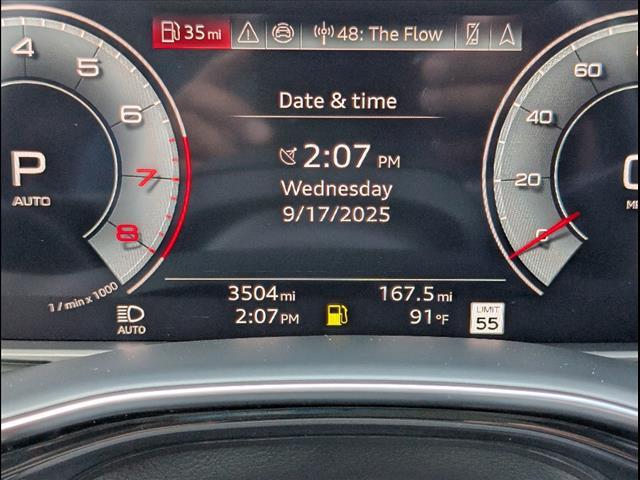 35 mi
48: The Flow
Date & time
2:07 PM
Wednesday
9/17/2025
4
5
6
7
8
1 / min x 1000
P
AUTO
60
40
20
0
3504 mi
167.5 mi
AUTO
2:07 PM
91 °F
LIMIT
55